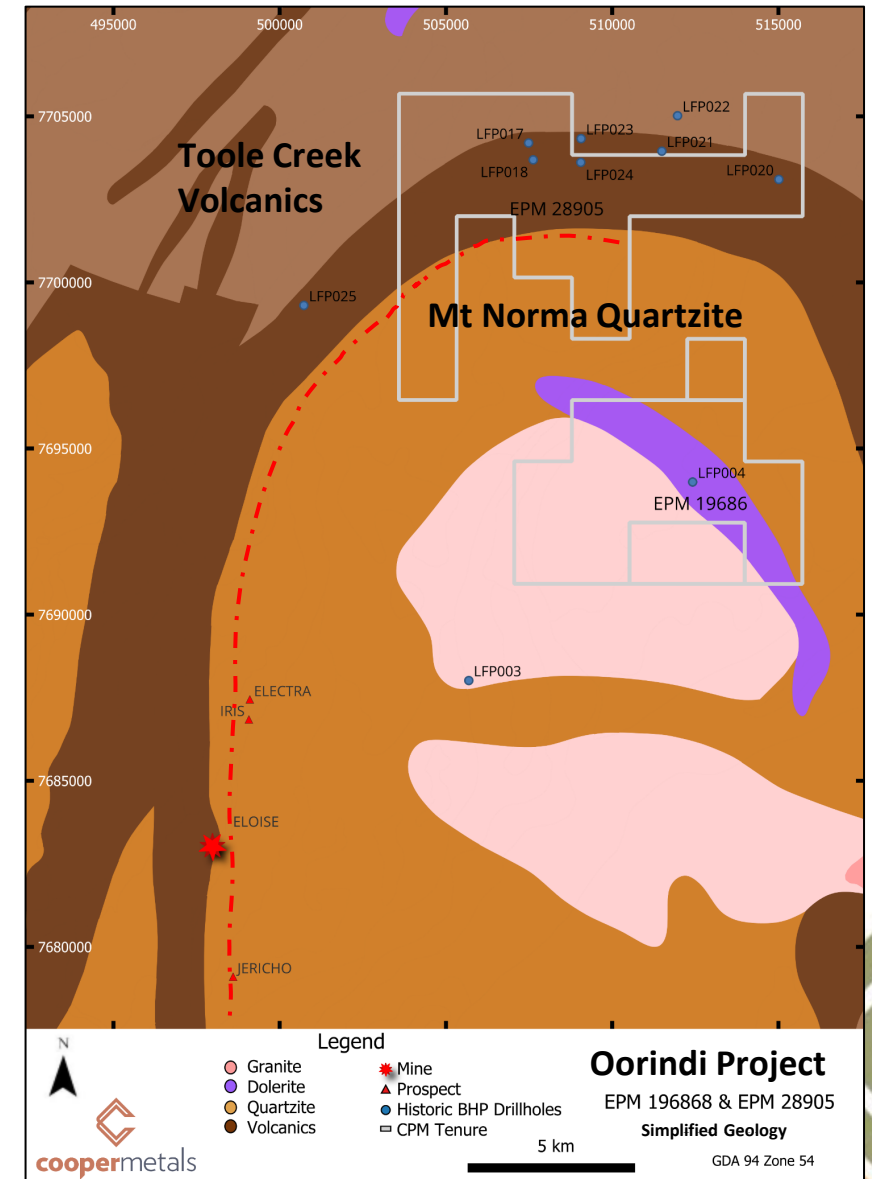 495000 500000 505000 510000 515000
7705000
7700000
7695000
7690000
7685000
7680000
LFP022
LFP017 LFP023
LFP021
LFP018 LFP024 LFP020
Toole Creek
Volcanics
EPM 28905
LFP025
Mt Norma Quartzite
LFP004
EPM 19686
LFP003
ELECTRA
IRIS
ELOISE
JERICHO
N
Legend
Granite
Dolerite
Quartzite
Volcanics
Mine
Prospect
Historic BHP Drillholes
CPM Tenure
5 km
Oorindi Project
EPM 196868 & EPM 28905
Simplified Geology
GDA 94 Zone 54
coopermetals